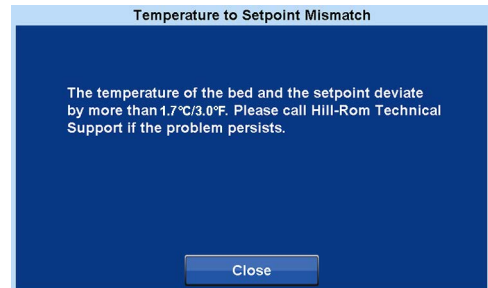 Temperature to Setpoint Mismatch
The temperature of the bed and the setpoint deviate
by more than 1.7°C/3.0°F. Please call Hill-Rom Technical
Support if the problem persists.
Close